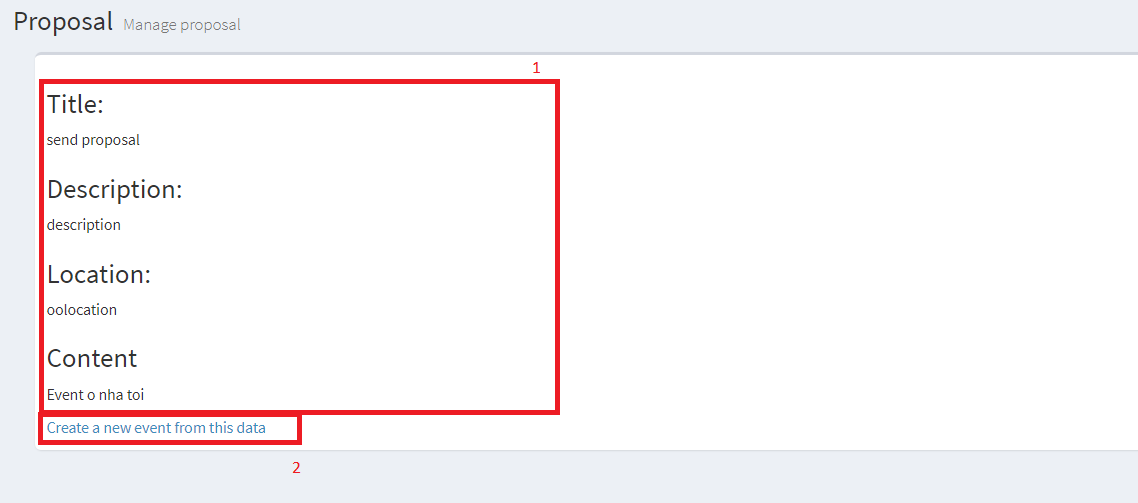 Proposal Manage proposal
1
Title:
send proposal
Description:
description
Location:
oolocation
Content
Event o nha toi
Create a new event from this data
2